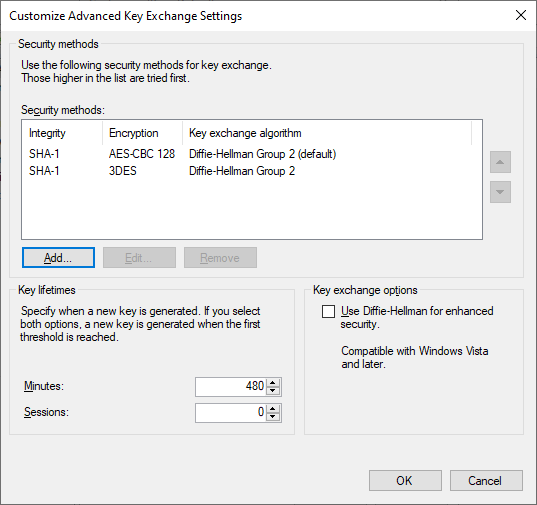 Customize Advanced Key Exchange Settings
Security methods
Use the following security methods for key exchange.
Those higher in the list are tried first.
Security methods:
Integrity Encryption Key exchange algorithm
SHA-1 AES-CBC 128 Diffie-Hellman Group 2 (default)
SHA-1 3DES Diffie-Hellman Group 2
Add... Edit... Remove
Key lifetimes
Specify when a new key is generated. If you select
both options, a new key is generated when the first
threshold is reached.
Minutes: 480
Sessions: 0
Key exchange options
Use Diffie-Hellman for enhanced
security.
Compatible with Windows Vista
and later.
OK Cancel